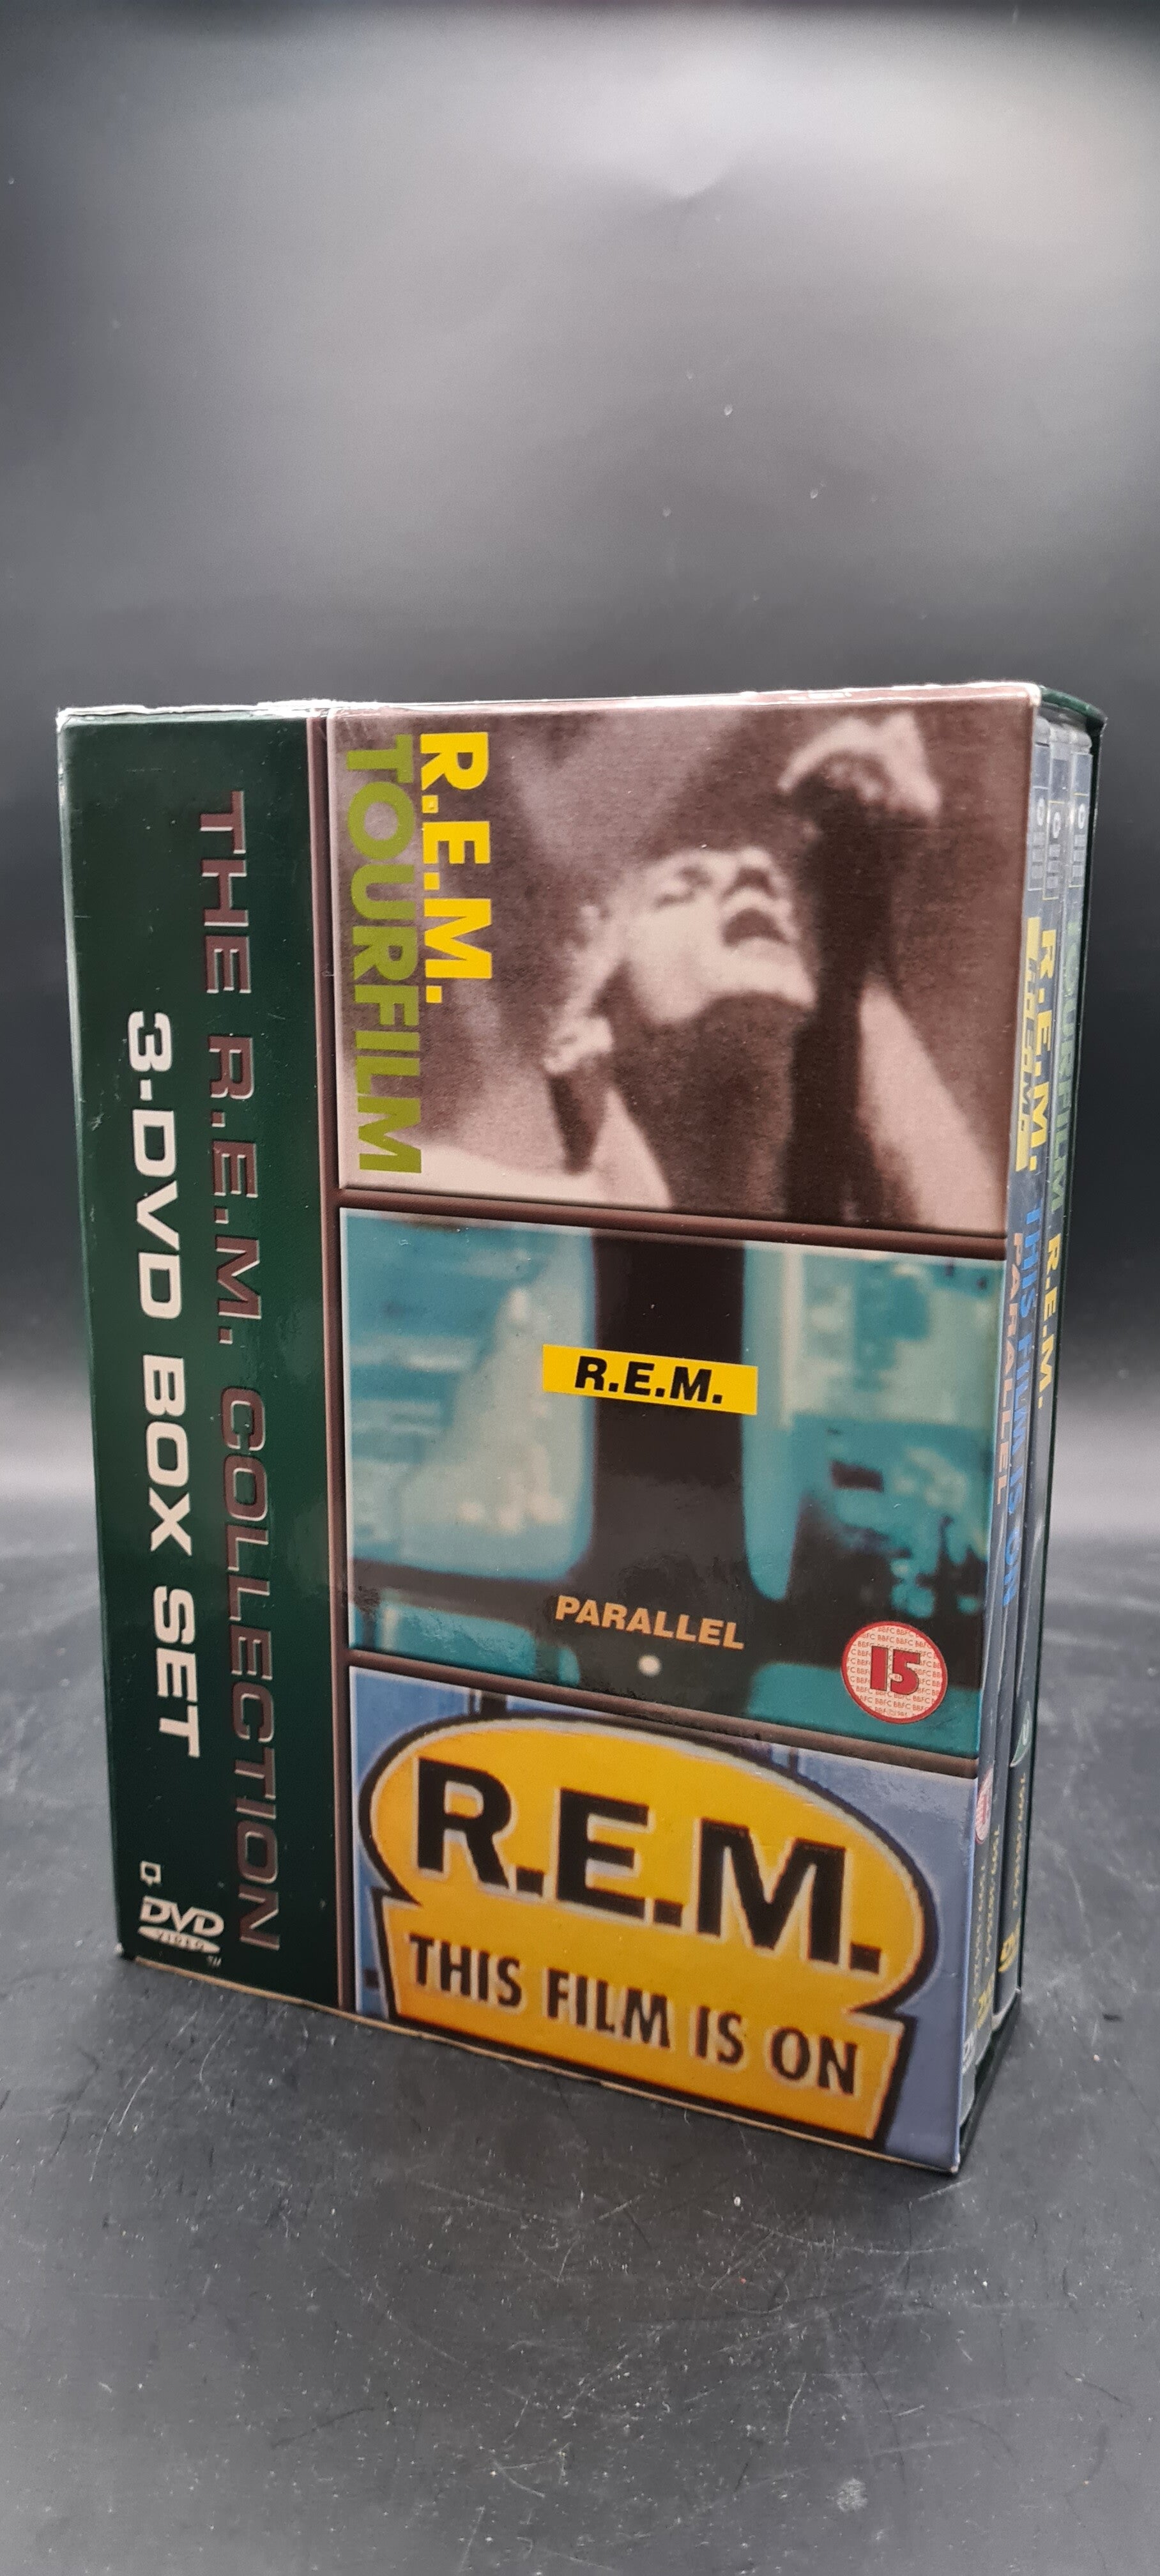 THE R.E.M. COLLECTION
3-DVD BOX SET
DVD
VIDEO
R.E.M.
TOURFILM
R.E.M.
PARALLEL
15
R.E.M.
THIS FILM IS ON
R.E.M.
PARALLEL
R.E.M. THIS FILM IS ON
TOURFILM R.E.M.